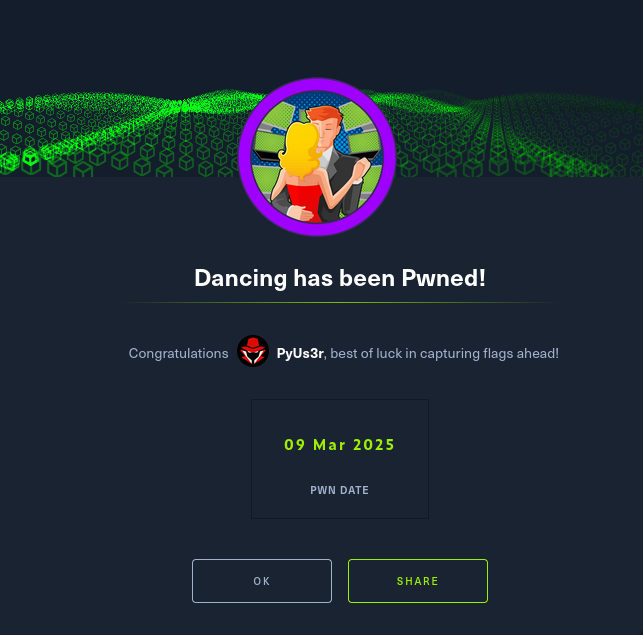 Dancing has been Pwned!
Congratulations PyUs3r, best of luck in capturing flags ahead!
09 Mar 2025
PWN DATE
OK
SHARE